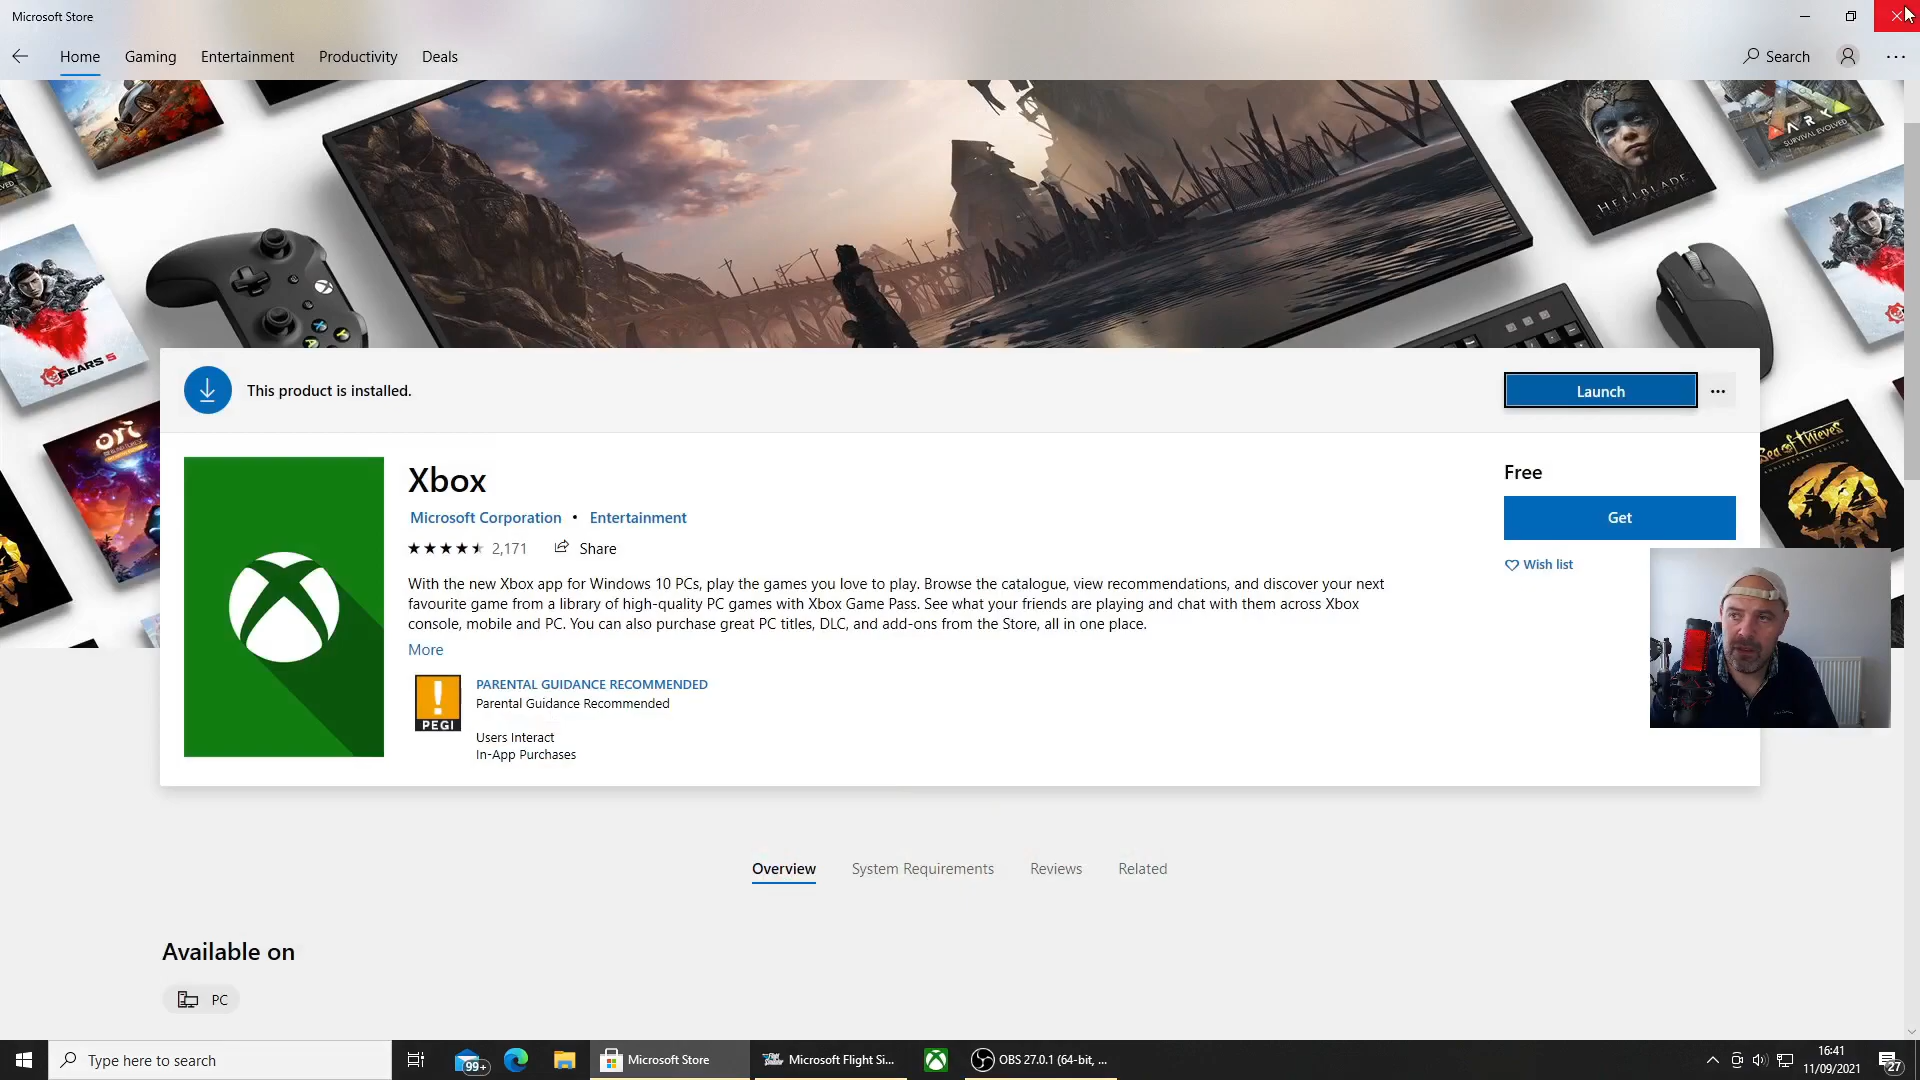 Microsoft Store
Home Gaming Entertainment Productivity Deals Search
ARK
SURVIVAL EVOLVED
HELLBLADE
GEARS 5
ori
Sea of Thieves
ANNIVERSARY EDITION
This product is installed.
Launch
Xbox
Free
Microsoft Corporation • Entertainment
Get
2,171 Share
Wish list
With the new Xbox app for Windows 10 PCs, play the games you love to play. Browse the catalogue, view recommendations, and discover your next
favourite game from a library of high-quality PC games with Xbox Game Pass. See what your friends are playing and chat with them across Xbox
console, mobile and PC. You can also purchase great PC titles, DLC, and add-ons from the Store, all in one place.
More
PEGI
PARENTAL GUIDANCE RECOMMENDED
Parental Guidance Recommended
Users Interact
In-App Purchases
Overview System Requirements Reviews Related
Available on
PC
Type here to search
99+
Microsoft Store
Microsoft Flight Si...
OBS 27.0.1 (64-bit, ...
16:41
11/09/2021
27